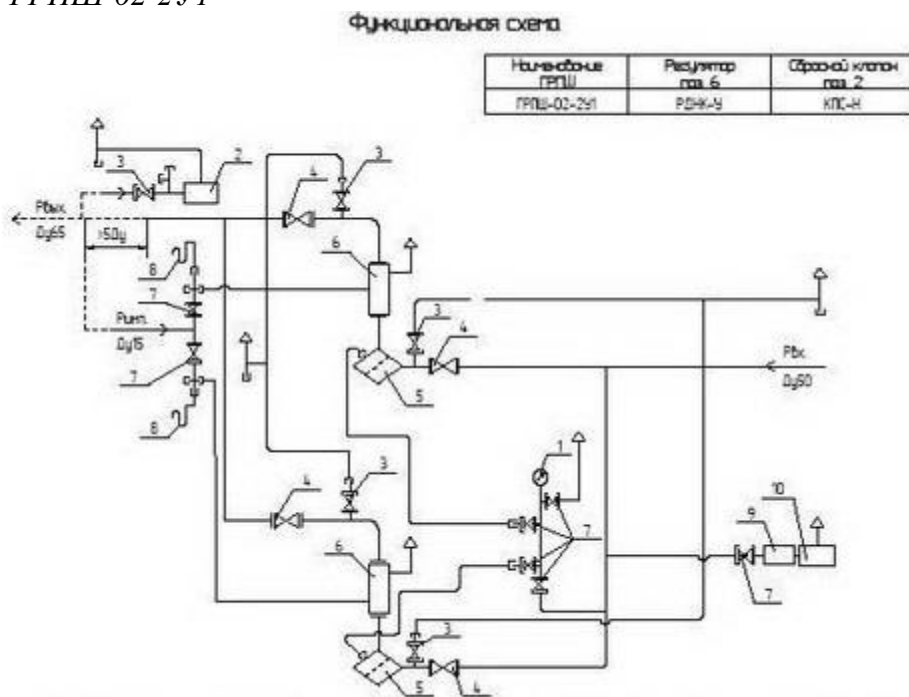 ГРПШ-02-2У1
Функциональная схема
Наименование Регулятор Сбросной клапан
ГРПШ поз. 6 поз. 2
ГРПШ-02-2У1 РДНК-У КПС-Н
3
2
3
4
Рвых.
Ду65
>5Ду
6
8
7
Римп.
Ду15
3
4
Рвх.
Ду50
7
5
8
3
1
4
7
9
10
6
7
3
5
4